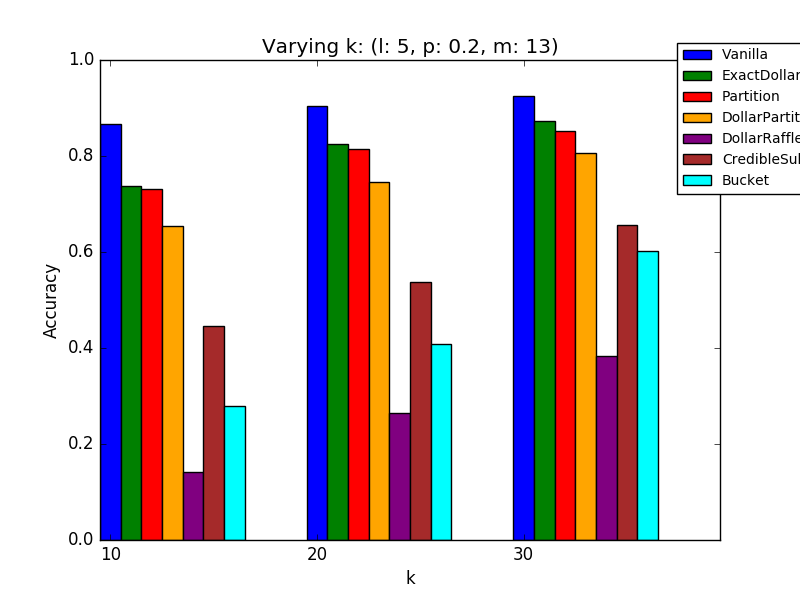 Varying k: (l: 5, p: 0.2, m: 13)
Vanilla
ExactDollar
Partition
DollarPartit
DollarRaffle
CredibleSu
Bucket
1.0
0.8
0.6
0.4
0.2
0.0
Accuracy
10 20 30
k